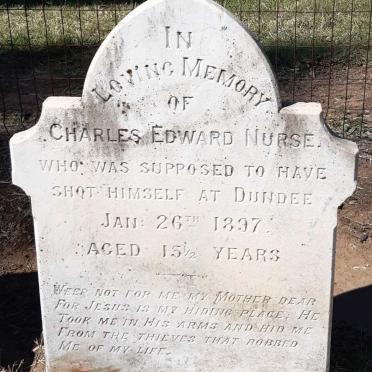 IN
LOVING MEMORY
OF
CHARLES EDWARD NURSE.
WHO WAS SUPPOSED TO HAVE
SHOT HIMSELF AT DUNDEE
JAN: 26TH 1897.
AGED 15½ YEARS
WEEP NOT FOR ME MY MOTHER DEAR
FOR JESUS IS MY HIDING PLACE; HE
TOOK ME IN HIS ARMS AND HID ME
FROM THE THIEVES THAT ROBBED
ME OF MY LIFE.